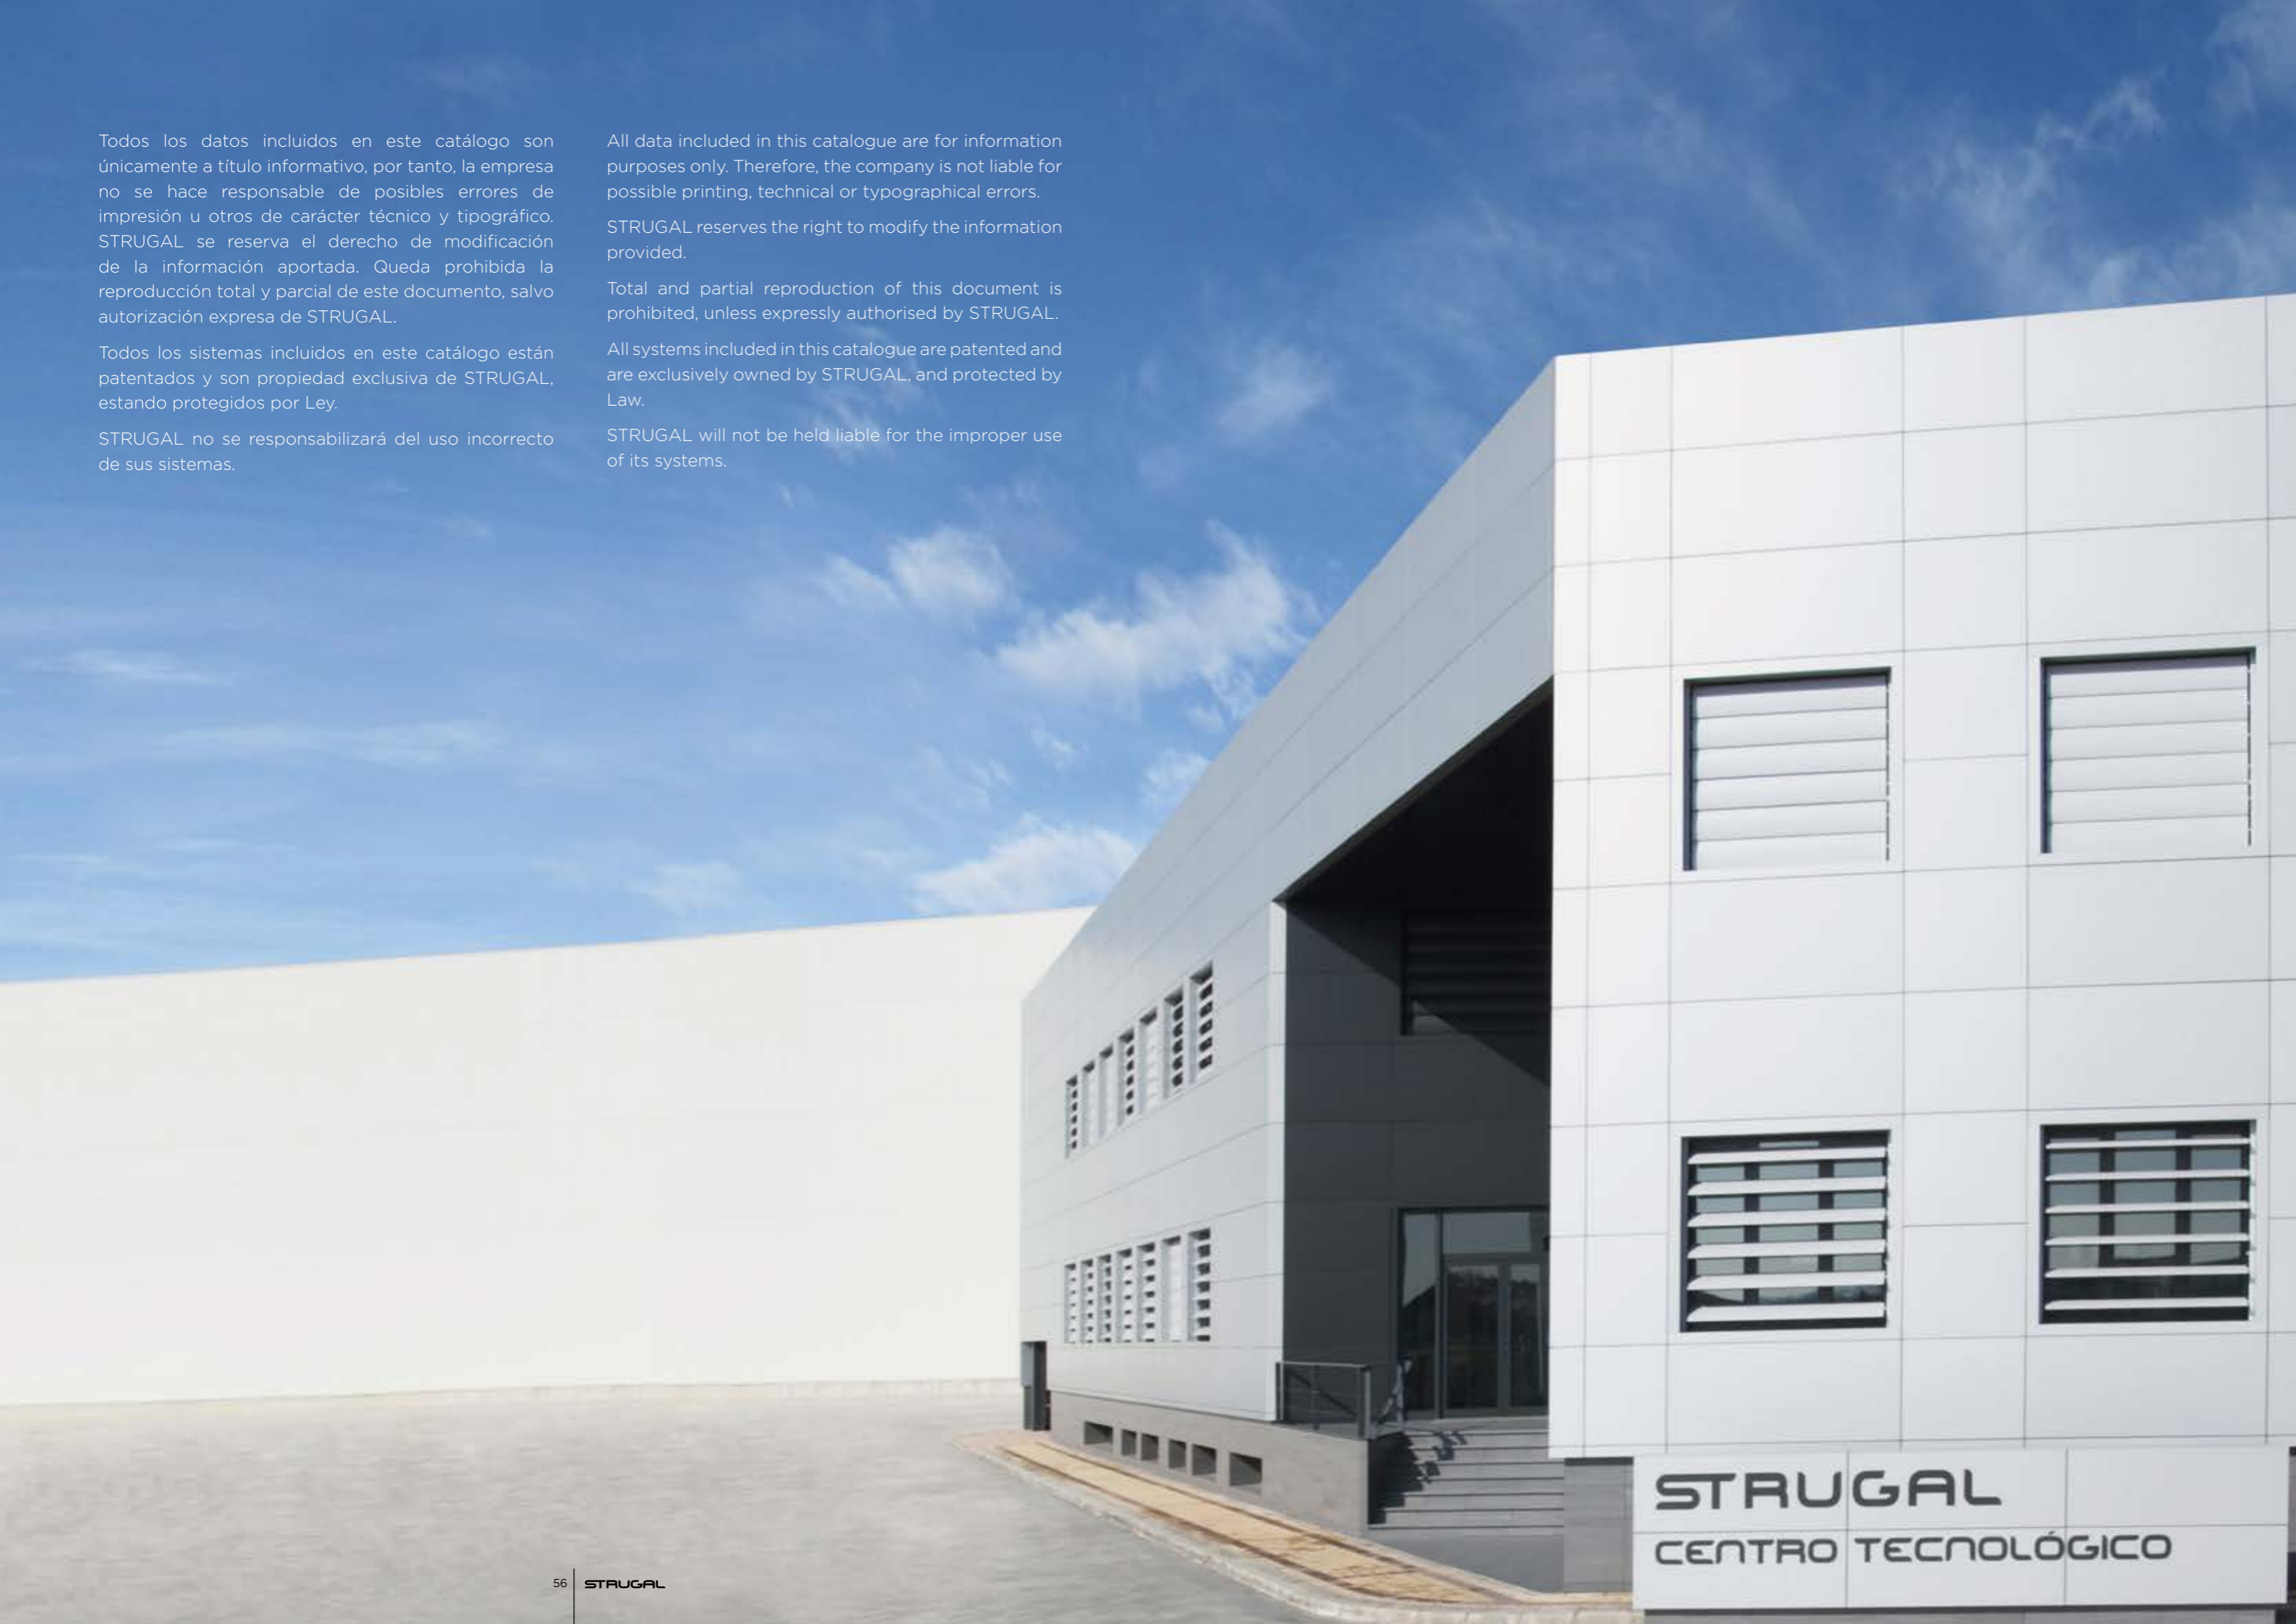 Todos los datos incluidos en este catálogo son
únicamente a título informativo, por tanto, la empresa
no se hace responsable de posibles errores de
impresión u otros de carácter técnico y tipográfico.
STRUGAL se reserva el derecho de modificación
de la información aportada. Queda prohibida la
reproducción total y parcial de este documento, salvo
autorización expresa de STRUGAL.
Todos los sistemas incluidos en este catálogo están
patentados y son propiedad exclusiva de STRUGAL,
estando protegidos por Ley.
STRUGAL no se responsabilizará del uso incorrecto
de sus sistemas.
All data included in this catalogue are for information
purposes only. Therefore, the company is not liable for
possible printing, technical or typographical errors.
STRUGAL reserves the right to modify the information
provided.
Total and partial reproduction of this document is
prohibited, unless expressly authorised by STRUGAL.
All systems included in this catalogue are patented and
are exclusively owned by STRUGAL, and protected by
Law.
STRUGAL will not be held liable for the improper use
of its systems.
STRUGAL
CENTRO TECNOLÓGICO
56 STRUGAL